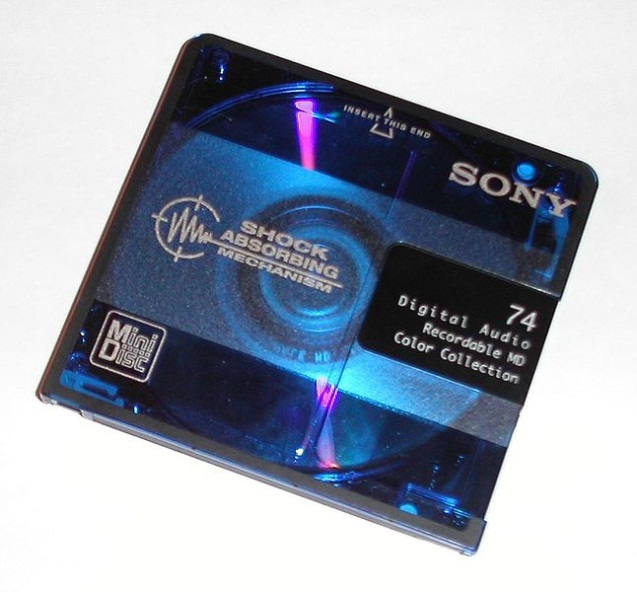 INSERT THIS END
SONY
SHOCK
ABSORBING
MECHANISM
74
Digital Audio
Recordable MD
Color Collection
Mini
Disc